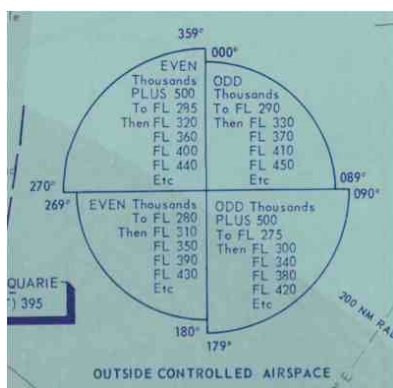 359°
000°
EVEN
Thousands
PLUS 500
To FL 285
Then FL 320
FL 360
FL 400
FL 440
Etc
ODD
Thousands
To FL 290
Then FL 330
FL 370
FL 410
FL 450
Etc
270°
089°
269°
090°
EVEN Thousands
To FL 280
Then FL 310
FL 350
FL 390
FL 430
Etc
ODD Thousands
PLUS 500
To FL 275
Then FL 300
FL 340
FL 380
FL 420
Etc
QUARIE
) 395
180°
179°
200 NM RA
OUTSIDE CONTROLLED AIRSPACE